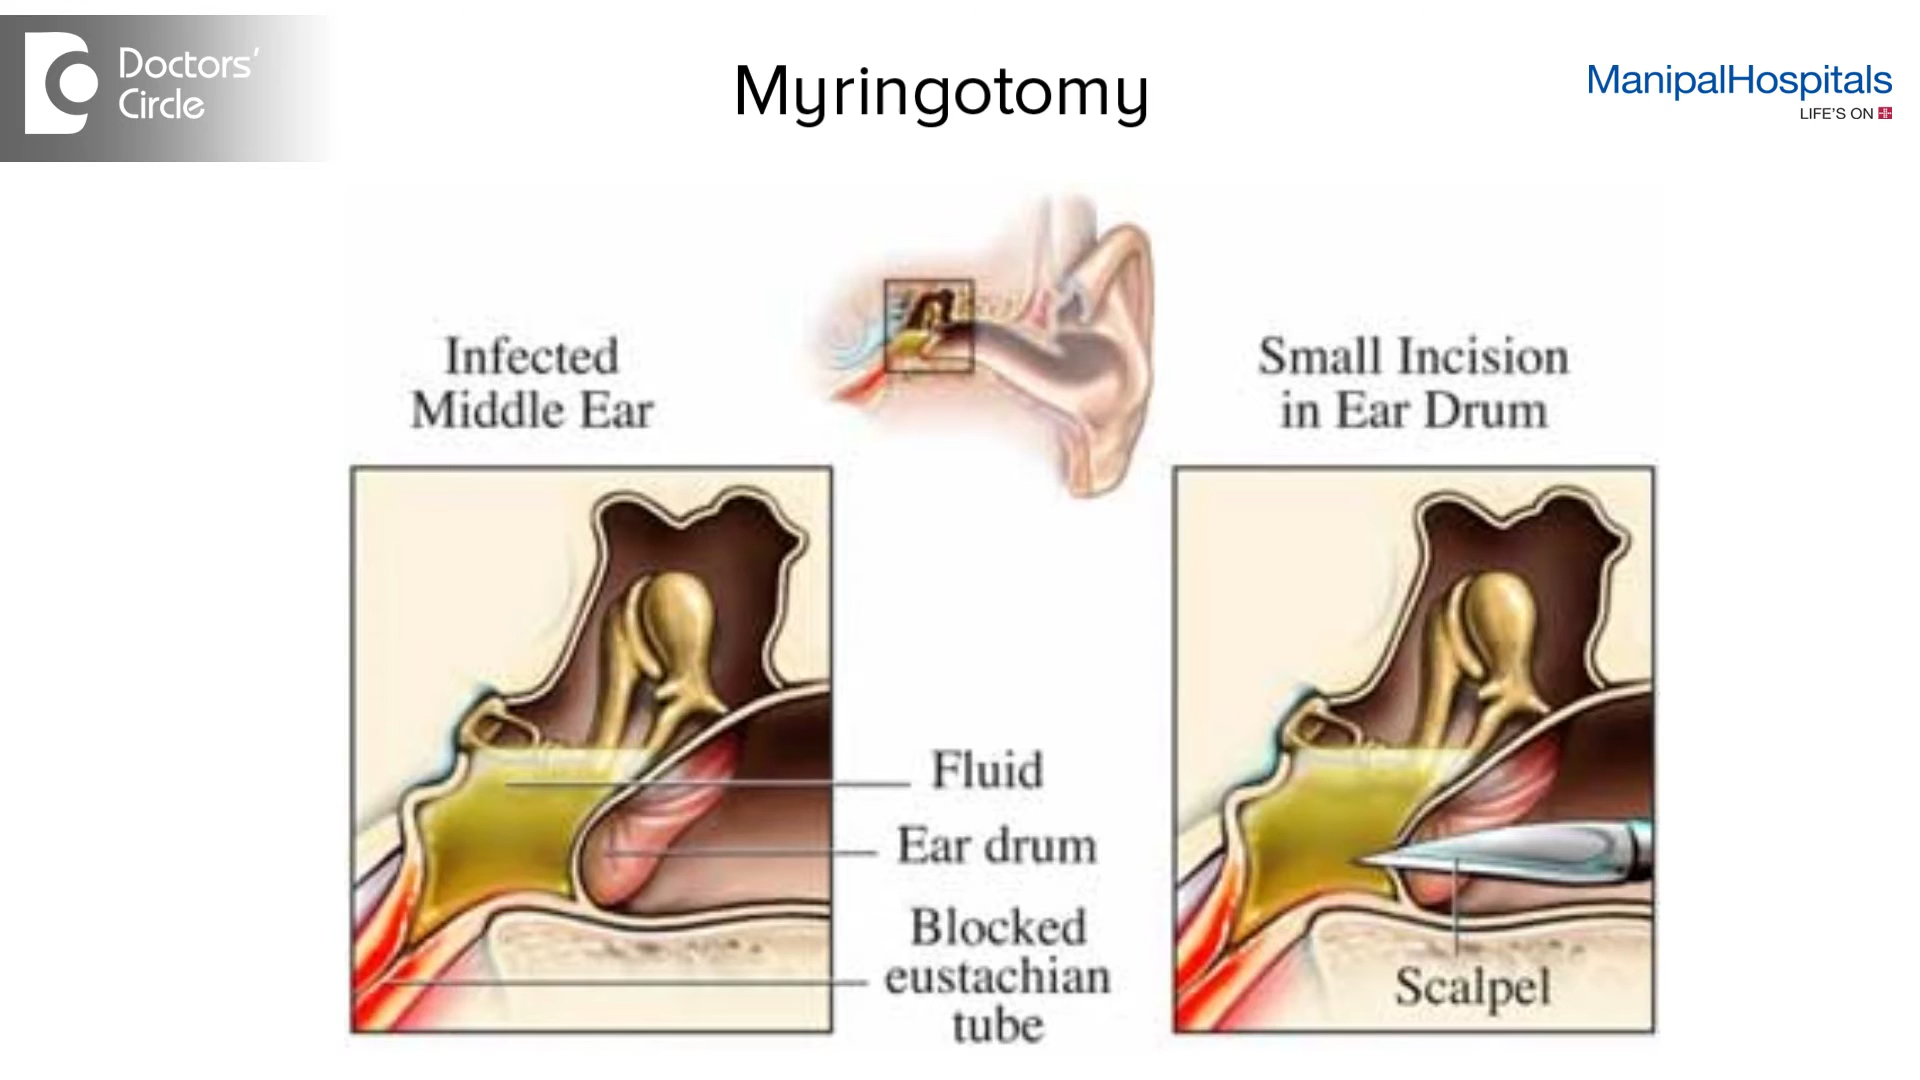 Doctors'
Circle
Myringotomy
ManipalHospitals
LIFE'S ON
Infected
Middle Ear
Small Incision
in Ear Drum
Fluid
Ear drum
Blocked
eustachian
tube
Scalpel